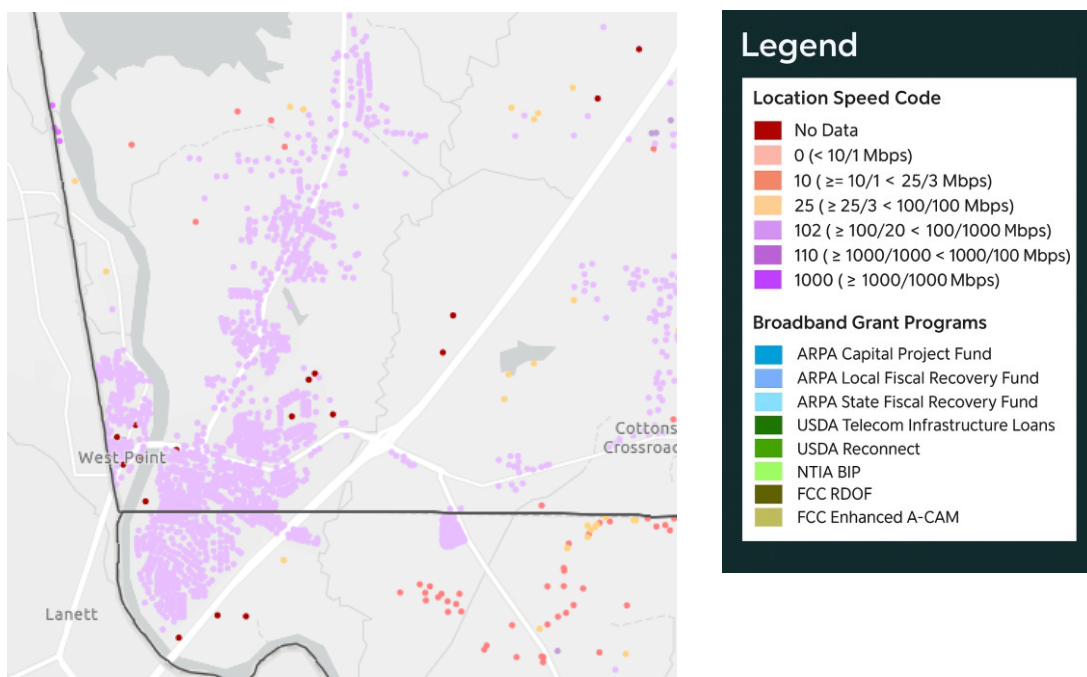 West Point
Lanett
Cottons
Crossroad
Legend
Location Speed Code
No Data
0 (< 10/1 Mbps)
10 ( ≥= 10/1 < 25/3 Mbps)
25 ( ≥ 25/3 < 100/100 Mbps)
102 ( ≥ 100/20 < 100/1000 Mbps)
110 ( ≥ 1000/1000 < 1000/100 Mbps)
1000 ( ≥ 1000/1000 Mbps)
Broadband Grant Programs
ARPA Capital Project Fund
ARPA Local Fiscal Recovery Fund
ARPA State Fiscal Recovery Fund
USDA Telecom Infrastructure Loans
USDA Reconnect
NTIA BIP
FCC RDOF
FCC Enhanced A-CAM